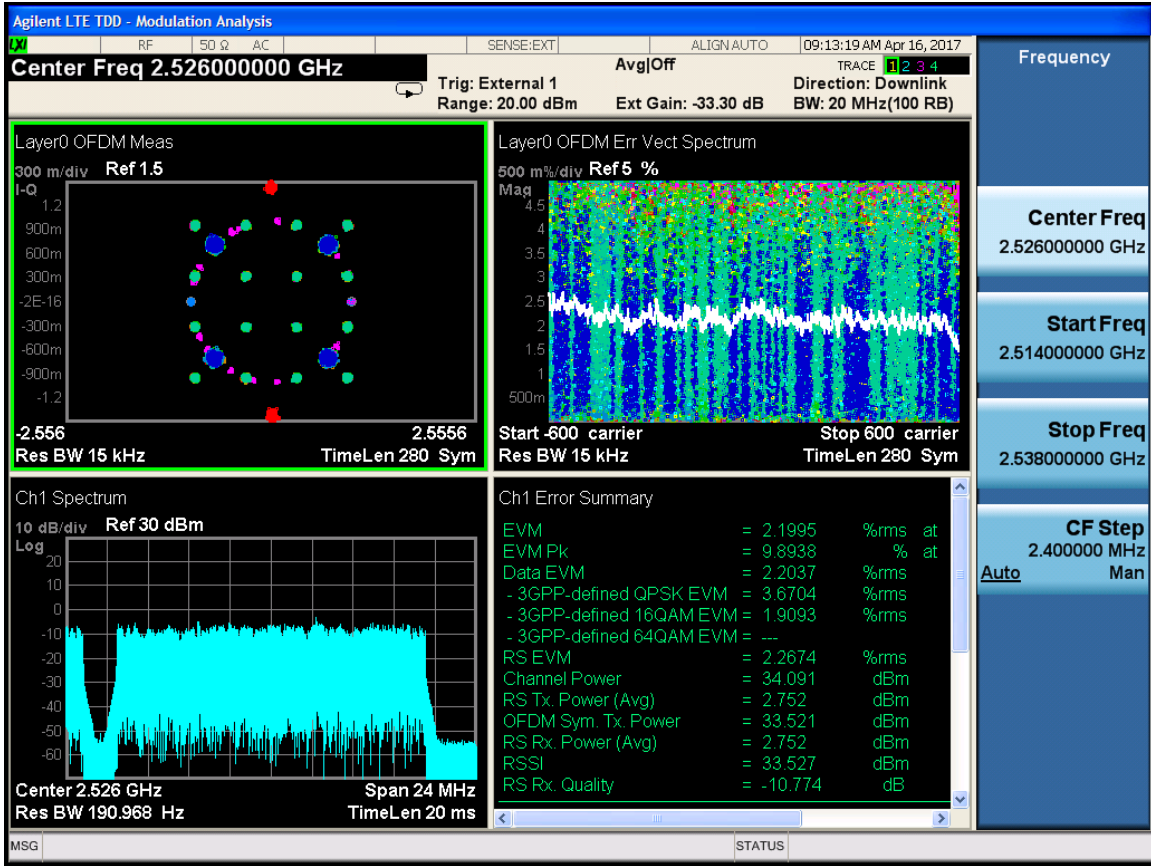 Agilent LTE TDD - Modulation Analysis
LXI RF 50 Ω AC SENSE:EXT ALIGN AUTO 09:13:19 AM Apr 16, 2017
Center Freq 2.526000000 GHz
Avg|Off
TRACE 1 2 3 4
Trig: External 1
Direction: Downlink
Range: 20.00 dBm Ext Gain: -33.30 dB BW: 20 MHz(100 RB)
Layer0 OFDM Meas
300 m/div Ref 1.5
I-Q
1.2
900m
600m
300m
-2E-16
-300m
-600m
-900m
-1.2
-2.556 2.5556
Res BW 15 kHz TimeLen 280 Sym
Layer0 OFDM Err Vect Spectrum
500 m%/div Ref 5 %
Mag
4.5
4
3.5
3
2.5
2
1.5
1
500m
Start -600 carrier Stop 600 carrier
Res BW 15 kHz TimeLen 280 Sym
Ch1 Spectrum
10 dB/div Ref 30 dBm
Log
20
10
0
-10
-20
-30
-40
-50
-60
Center 2.526 GHz Span 24 MHz
Res BW 190.968 Hz TimeLen 20 ms
Ch1 Error Summary
EVM = 2.1995 %rms at
EVM Pk = 9.8938 % at
Data EVM = 2.2037 %rms
- 3GPP-defined QPSK EVM = 3.6704 %rms
- 3GPP-defined 16QAM EVM = 1.9093 %rms
- 3GPP-defined 64QAM EVM = ---
RS EVM = 2.2674 %rms
Channel Power = 34.091 dBm
RS Tx. Power (Avg) = 2.752 dBm
OFDM Sym. Tx. Power = 33.521 dBm
RS Rx. Power (Avg) = 2.752 dBm
RSSI = 33.527 dBm
RS Rx. Quality = -10.774 dB
Frequency
Center Freq
2.526000000 GHz
Start Freq
2.514000000 GHz
Stop Freq
2.538000000 GHz
CF Step
2.400000 MHz
Auto Man
MSG STATUS